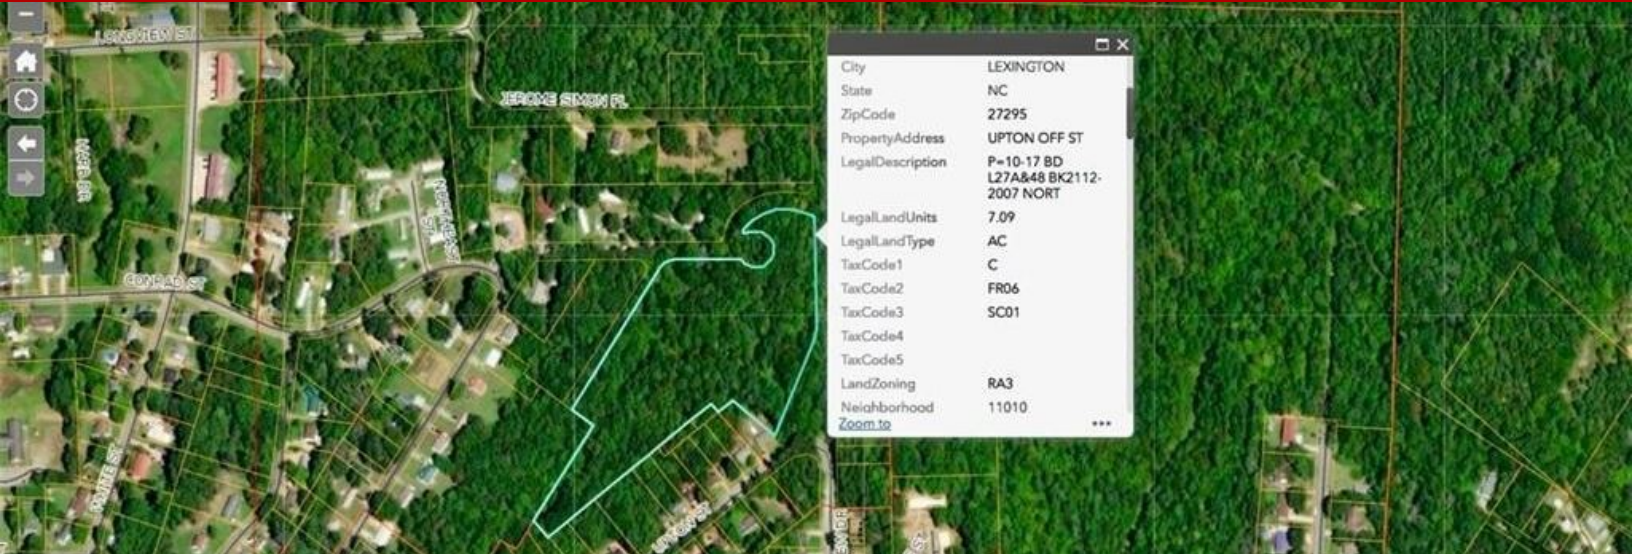 LONGVIEW ST
JEROME SIMON PL
CONRAD ST
City LEXINGTON
State NC
ZipCode 27295
PropertyAddress UPTON OFF ST
LegalDescription P=10-17 BD
L27A&48 BK2112-
2007 NORT
LegalLandUnits 7.09
LegalLandType AC
TaxCode1 C
TaxCode2 FR06
TaxCode3 SC01
TaxCode4
TaxCode5
LandZoning RA3
Neighborhood 11010
Zoom to